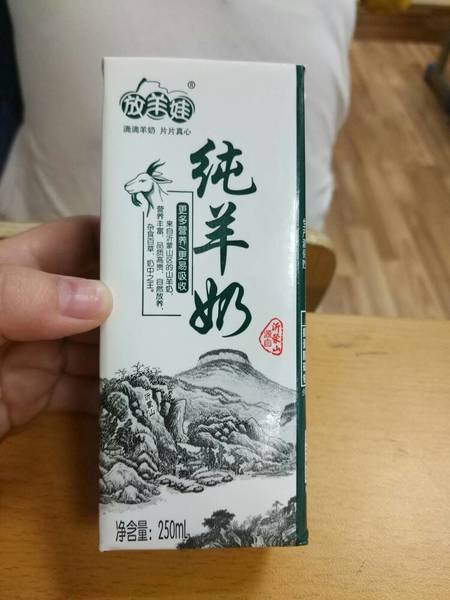 放羊娃®
滴滴羊奶 片片真心
纯羊奶
更多营养/更易吸收
来自沂蒙山区的山羊奶，
营养丰富，品质高贵，自然放养，
杂食百草，奶中之王。
源自
沂蒙山
净含量：250mL